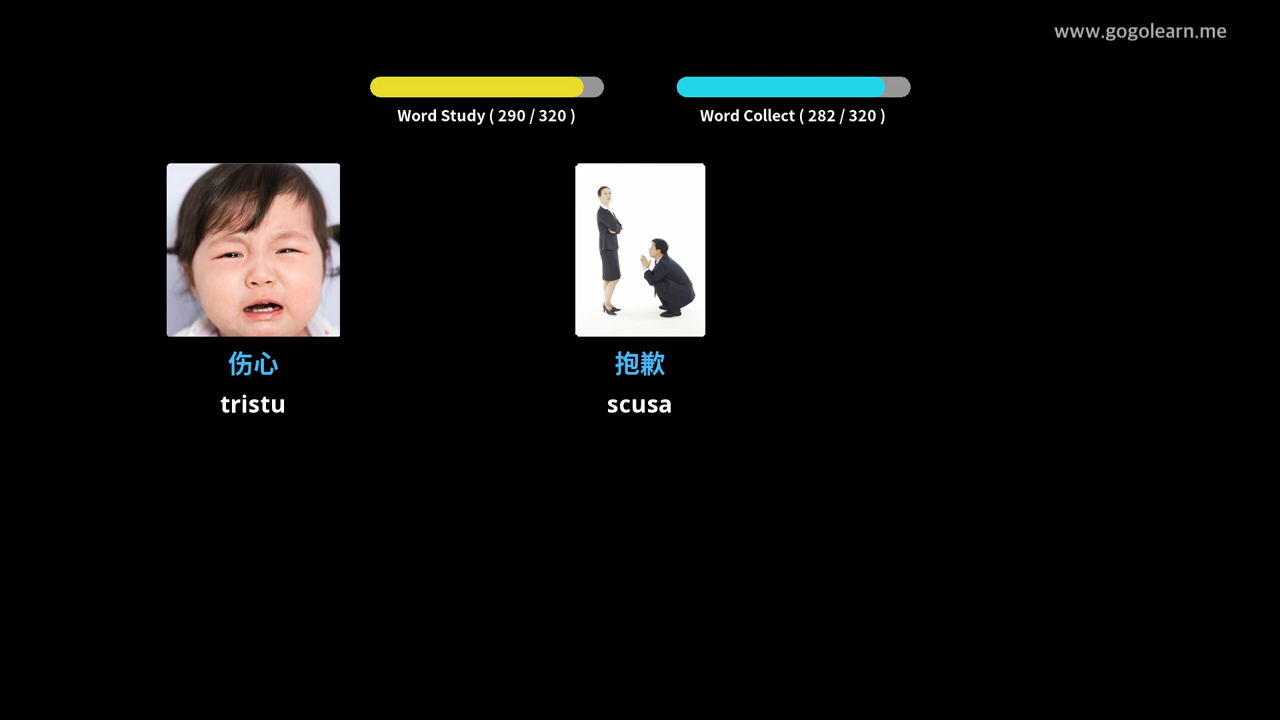 www.gogolearn.me
Word Study ( 290 / 320 )
Word Collect ( 282 / 320 )
伤心
抱歉
tristu
scusa